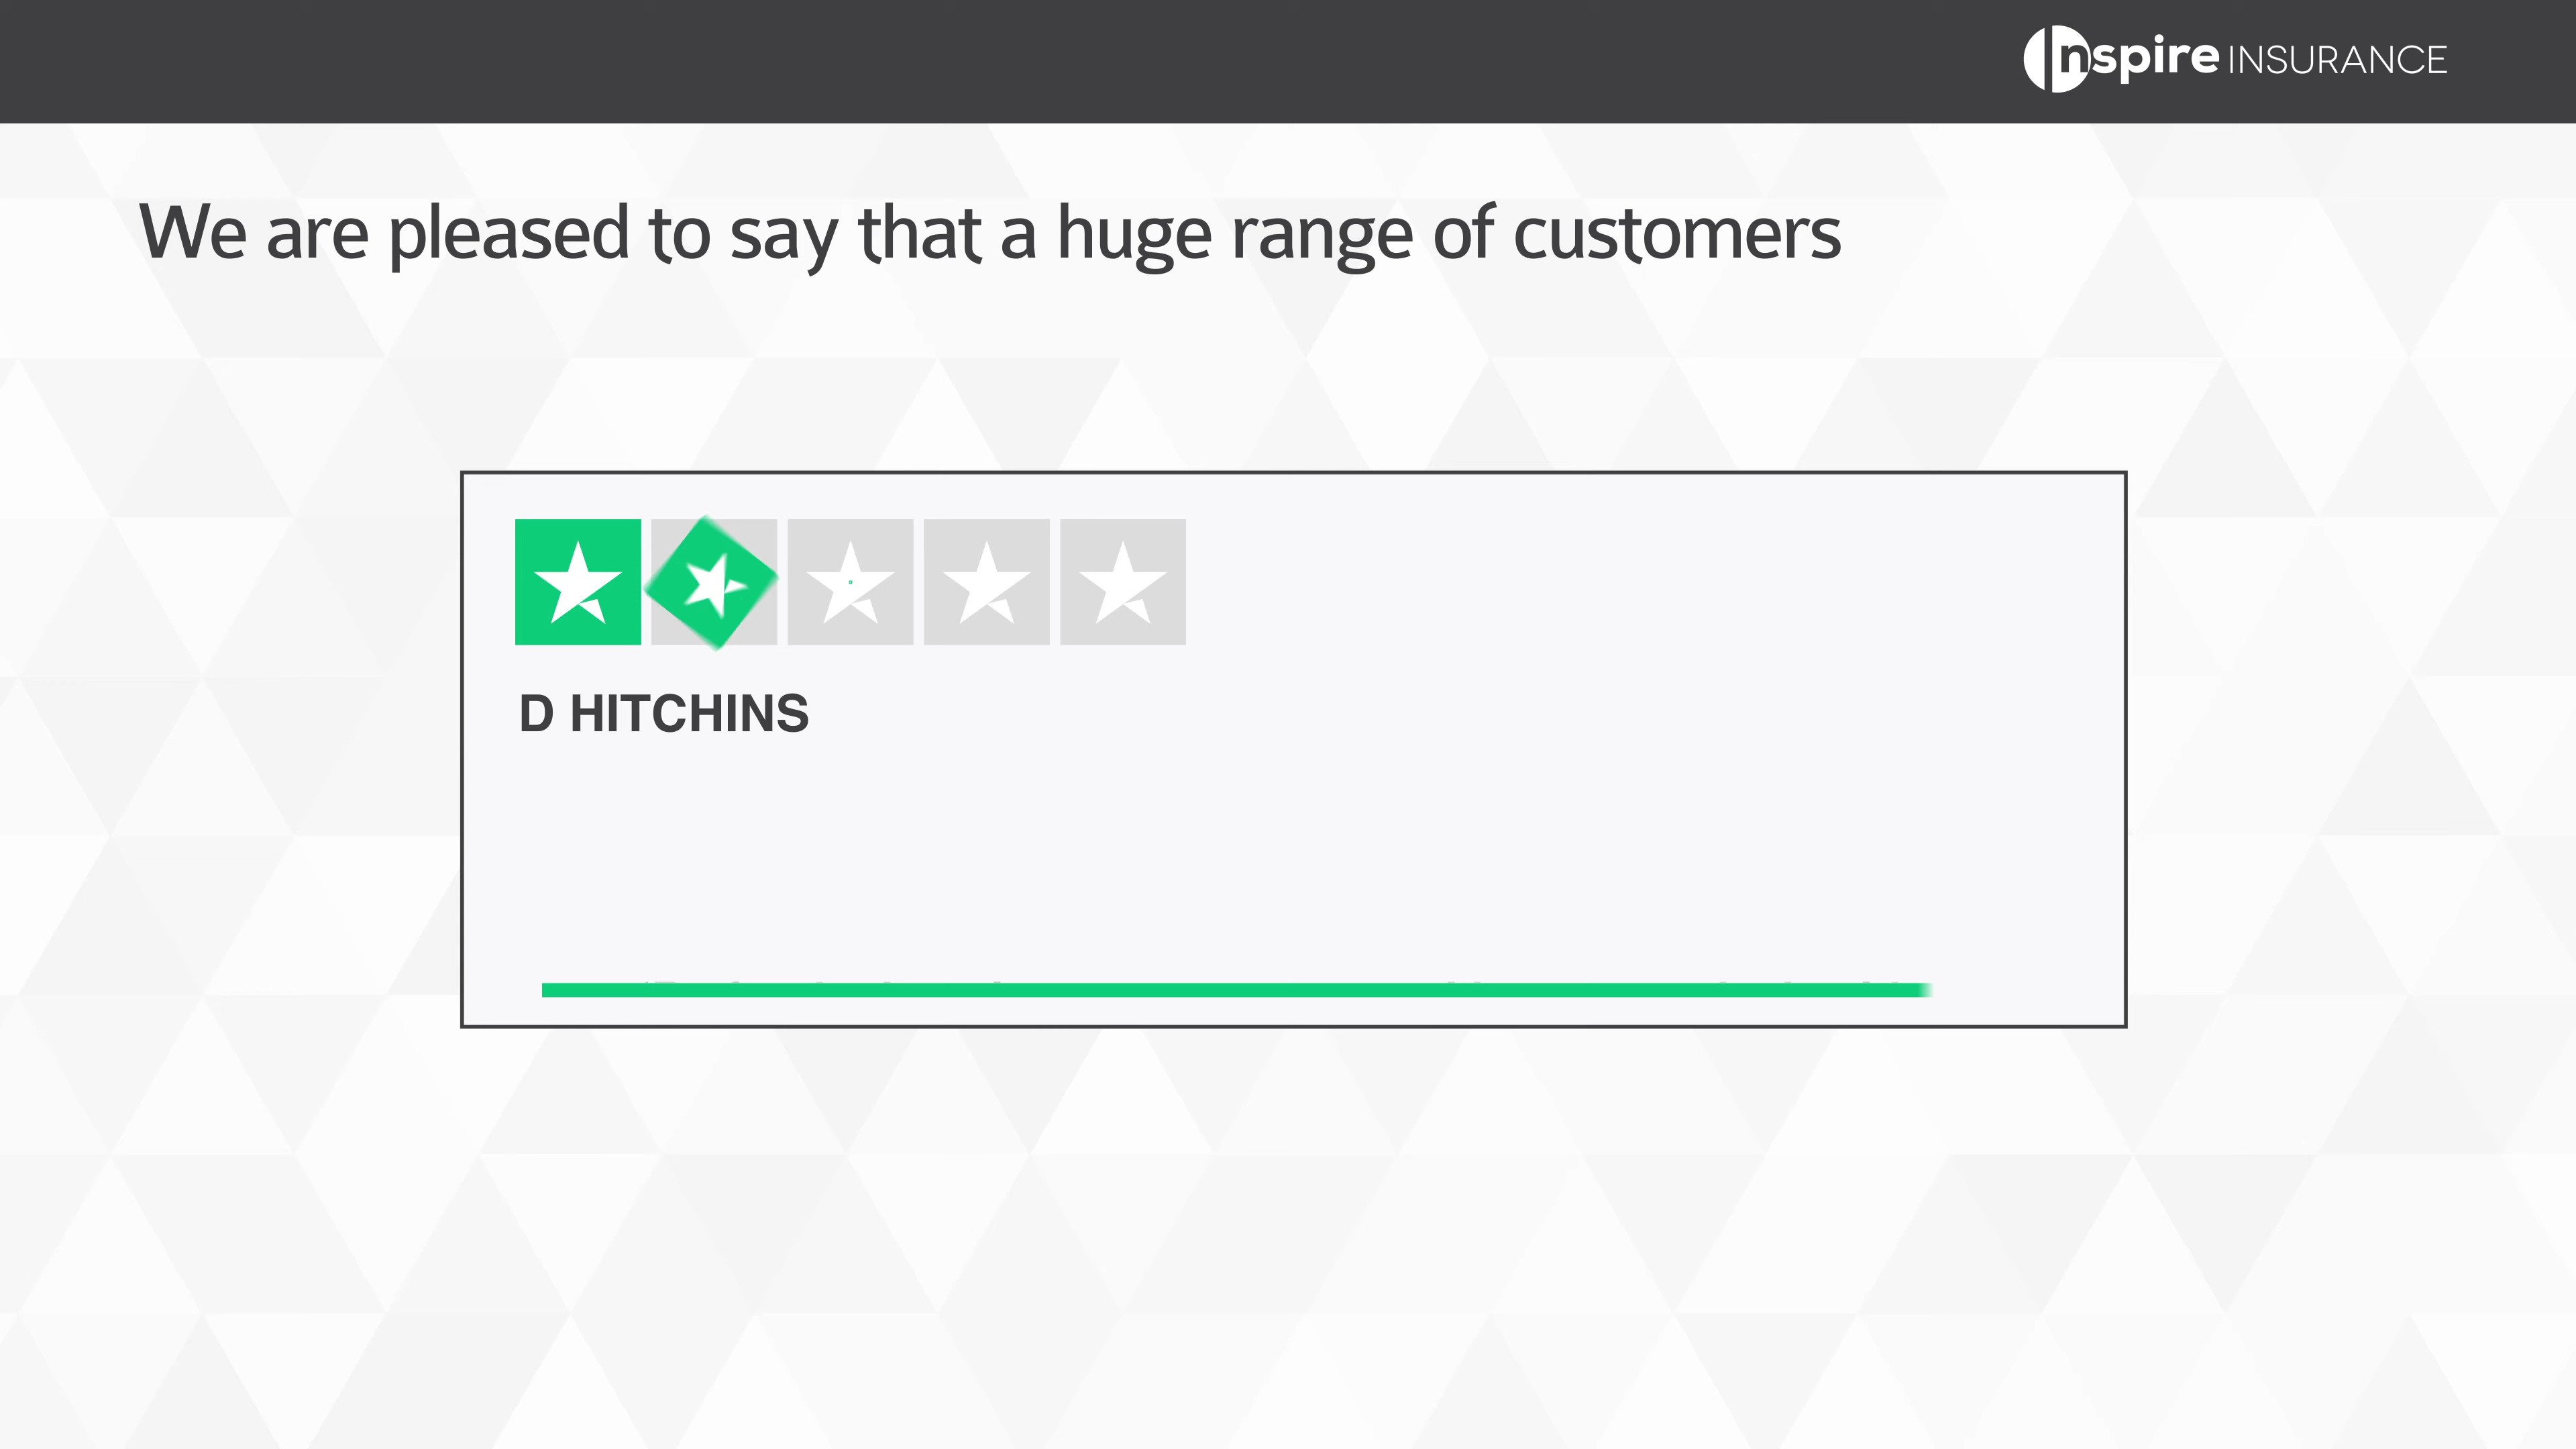 Inspire INSURANCE
We are pleased to say that a huge range of customers
D HITCHINS